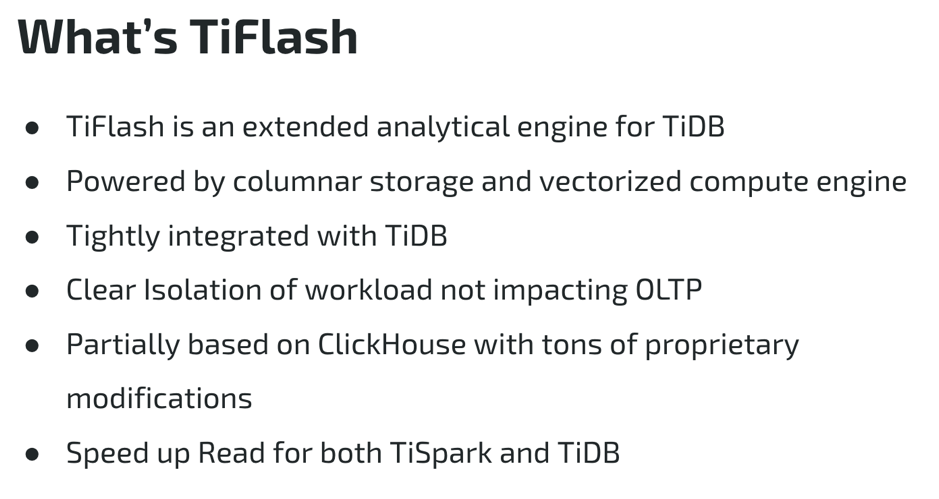 What’s TiFlash
● TiFlash is an extended analytical engine for TiDB
● Powered by columnar storage and vectorized compute engine
● Tightly integrated with TiDB
● Clear Isolation of workload not impacting OLTP
● Partially based on ClickHouse with tons of proprietary
modifications
● Speed up Read for both TiSpark and TiDB